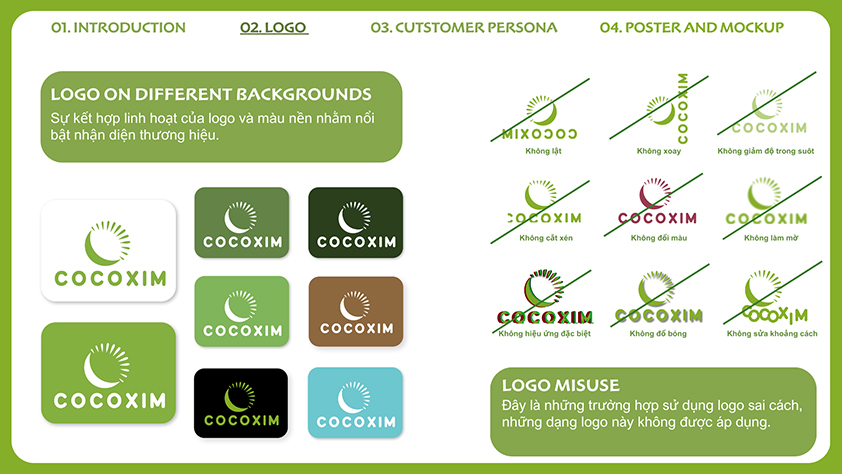 01. INTRODUCTION
02. LOGO
03. CUTSTOMER PERSONA
04. POSTER AND MOCKUP
LOGO ON DIFFERENT BACKGROUNDS
Sự kết hợp linh hoạt của logo và màu nền nhằm nổi
bật nhận diện thương hiệu.
COCOXIM
COCOXIM
COCOXIM
COCOXIM
COCOXIM
COCOXIM
COCOXIM
COCOXIM
COCOXIM
COCOXIM
COCOXIM
Không lật
Không xoay
Không giảm độ trong suôt
COCOXIM
COCOXIM
COCOXIM
Không cắt xén
Không đổi màu
Không làm mờ
COCOXIM
COCOXIM
COCOXIM
Không hiệu ứng đặc biệt
Không đổ bóng
Không sửa khoảng cách
LOGO MISUSE
Đây là những trường hợp sử dụng logo sai cách,
những dạng logo này không được áp dụng.